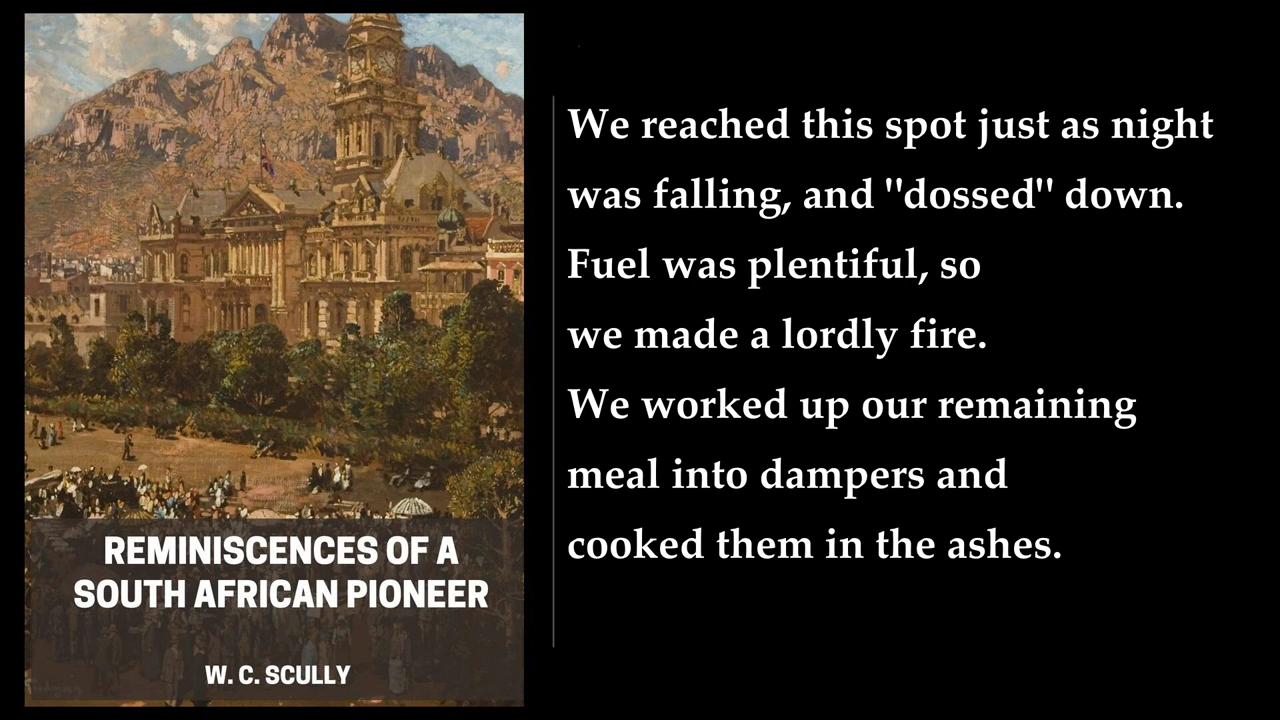 We reached this spot just as night
was falling, and "dossed" down.
Fuel was plentiful, so
we made a lordly fire.
We worked up our remaining
meal into dampers and
cooked them in the ashes.
REMINISCENCES OF A
SOUTH AFRICAN PIONEER
W. C. SCULLY